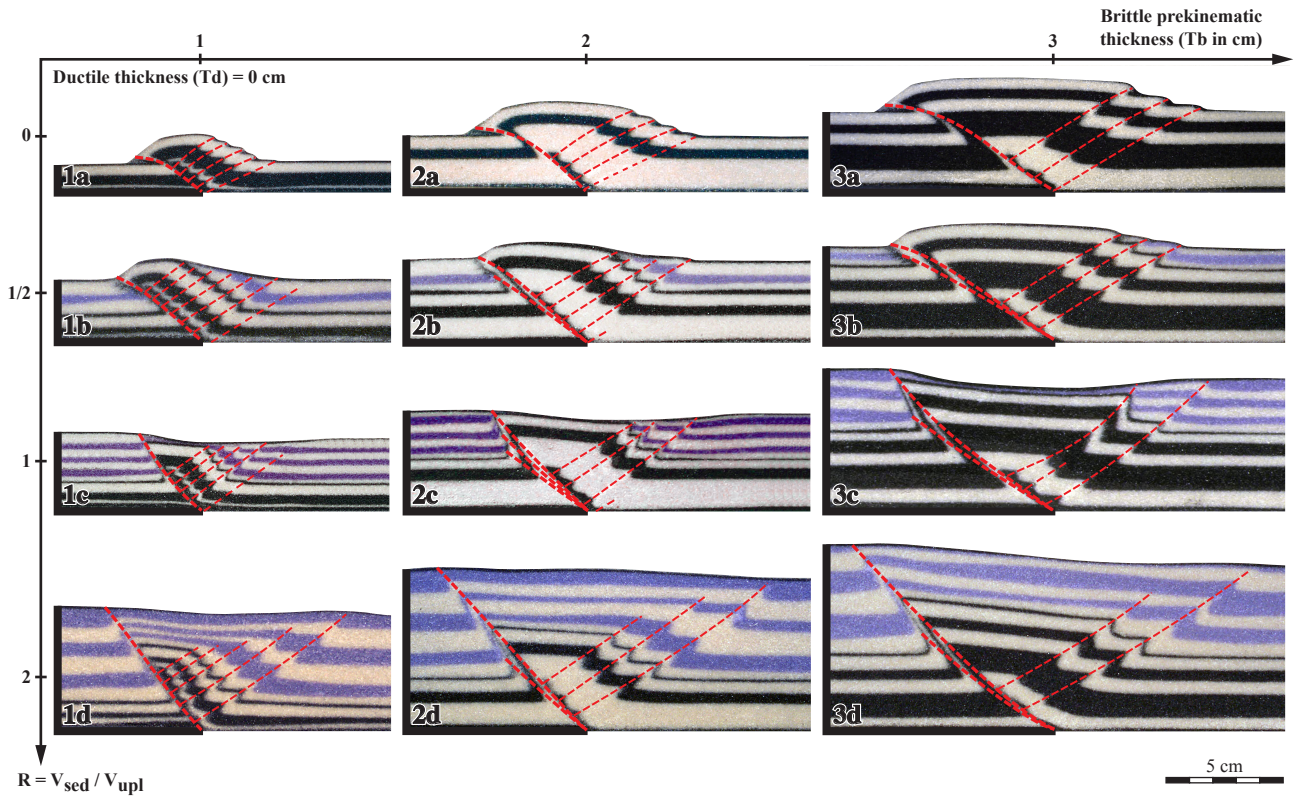 Brittle prekinematic
thickness (Tb in cm)
1
2
3
Ductile thickness (Td) = 0 cm
0
1a
2a
3a
1/2
1b
2b
3b
1
1c
2c
3c
2
1d
2d
3d
R = Vsed / Vupl
5 cm